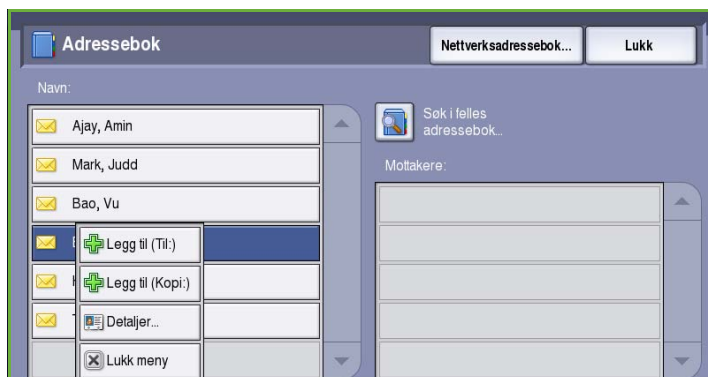 Adressebok
Nettverksadressebok...
Lukk
Navn:
Ajay, Amin
Mark, Judd
Bao, Vu
Legg til (Til:)
Legg til (Kopi:)
Detaljer...
Lukk meny
Søk i felles
adressebok...
Mottakere: